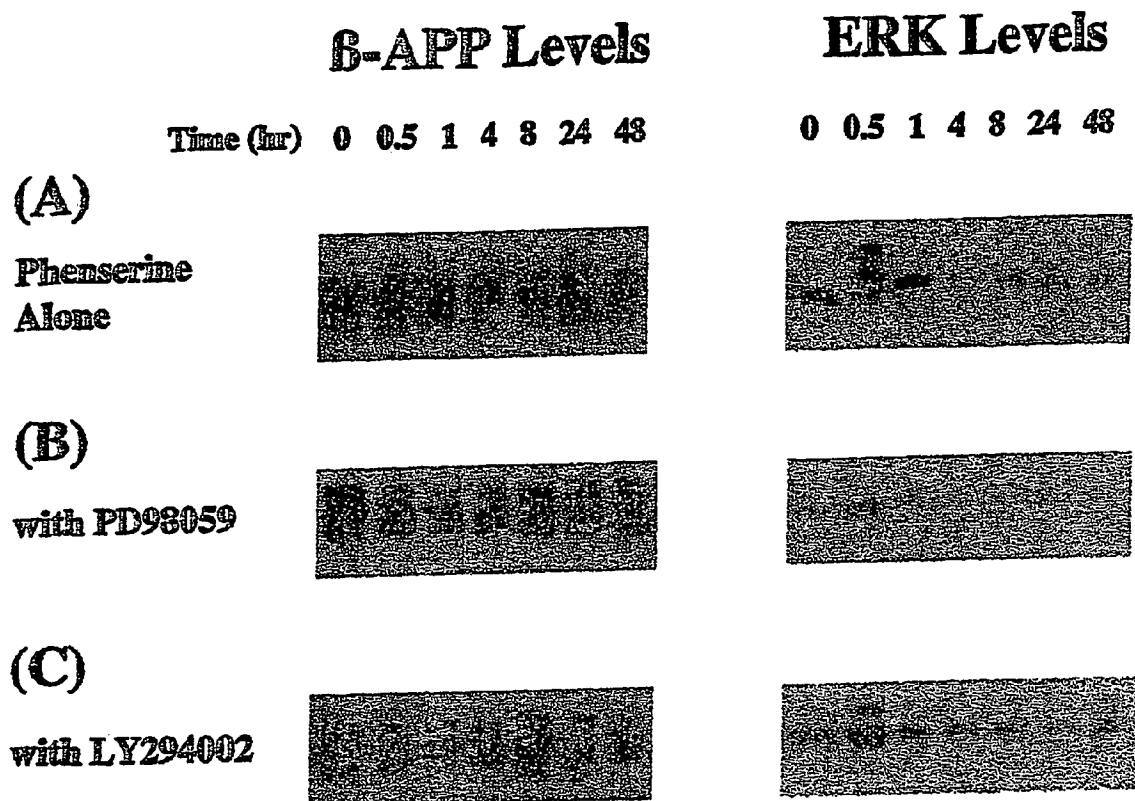 ß-APP Levels
ERK Levels
Time (hr) 0 0.5 1 4 8 24 48
0 0.5 1 4 8 24 48
(A)
Phenserine
Alone
(B)
with PD98059
(C)
with LY294002